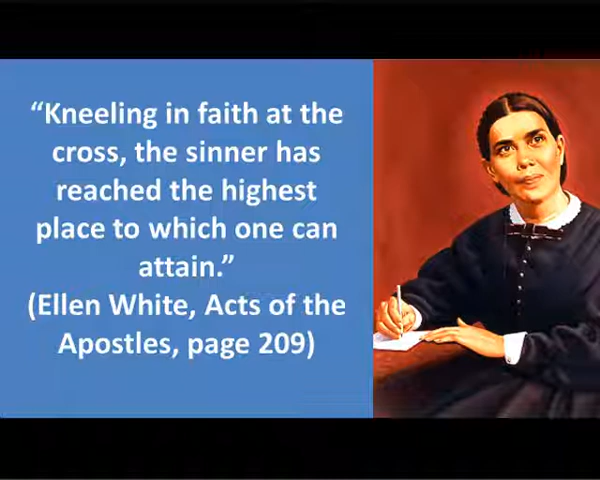 “Kneeling in faith at the
cross, the sinner has
reached the highest
place to which one can
attain.”
(Ellen White, Acts of the
Apostles, page 209)